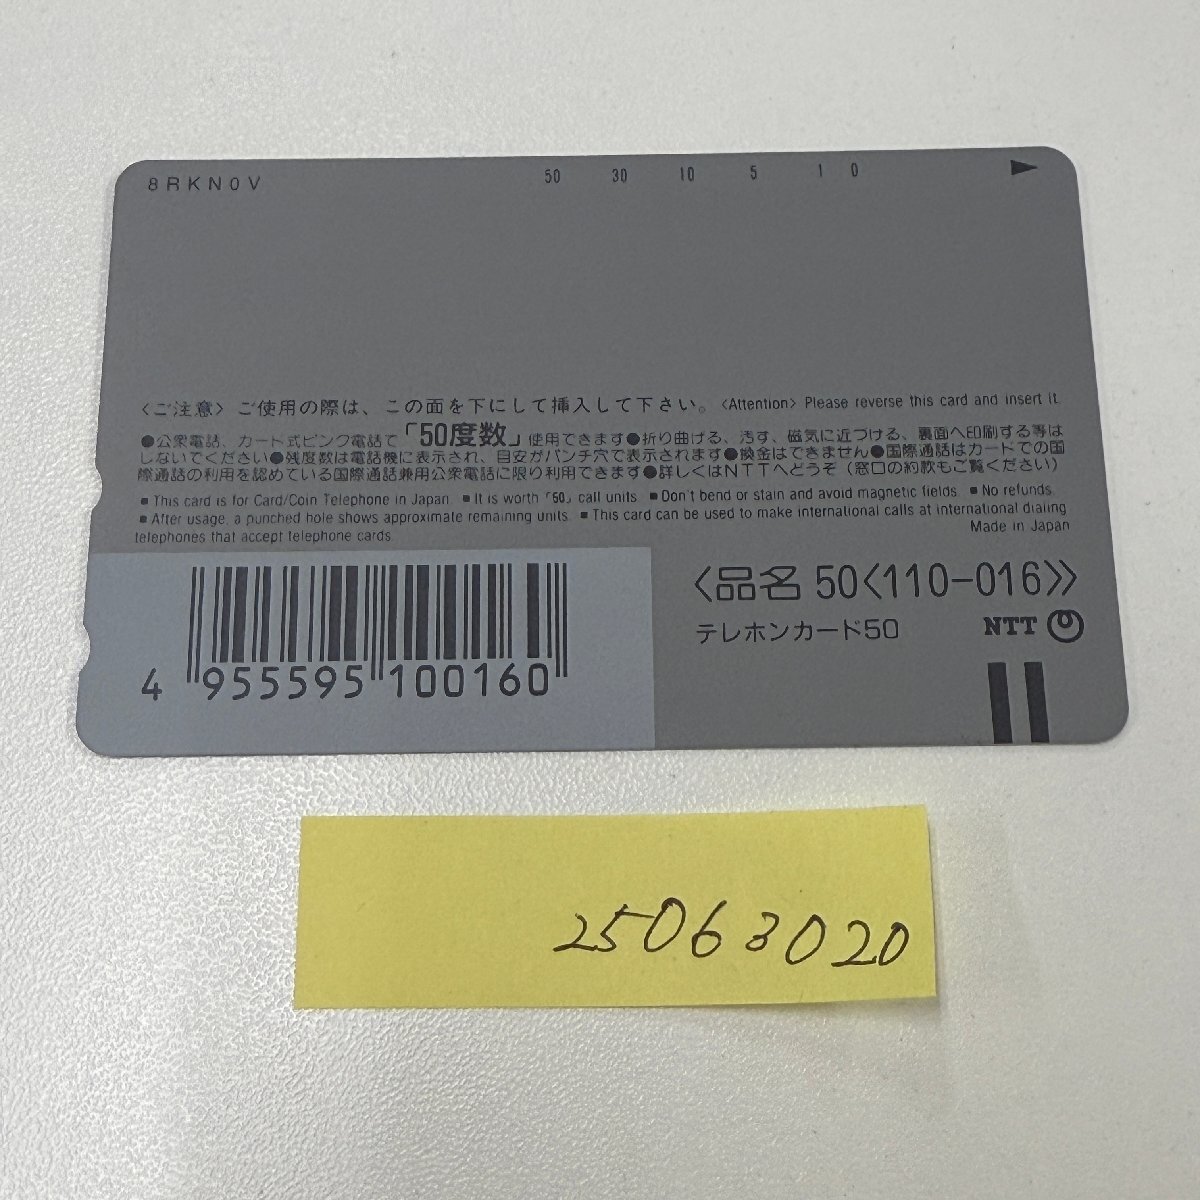 8RKN0V 50 30 10 5 1 0
〈ご注意〉ご使用の際は、この面を下にして挿入して下さい。〈Attention〉Please reverse this card and insert it.
●公衆電話、カード式ピンク電話で「50度数」使用できます●折り曲げる、汚す、磁気に近づける、裏面へ印刷する等は
しないでください●残度数は電話機に表示され、目安がパンチ穴で表示されます●換金はできません●国際通話はカードでの国
際通話の利用を認めている国際通話兼用公衆電話に限り利用できます●詳しくはNTTへどうぞ（窓口の約款もご覧ください）
■ This card is for Card/Coin Telephone in Japan. ■ It is worth「50」call units. ■ Don't bend or stain and avoid magnetic fields. ■ No refunds.
■ After usage, a punched hole shows approximate remaining units. ■ This card can be used to make international calls at international dialing
telephones that accept telephone cards.
Made in Japan
〈品名 50〈110-016〉〉
テレホンカード50 NTT
4 955595 100160
25063020